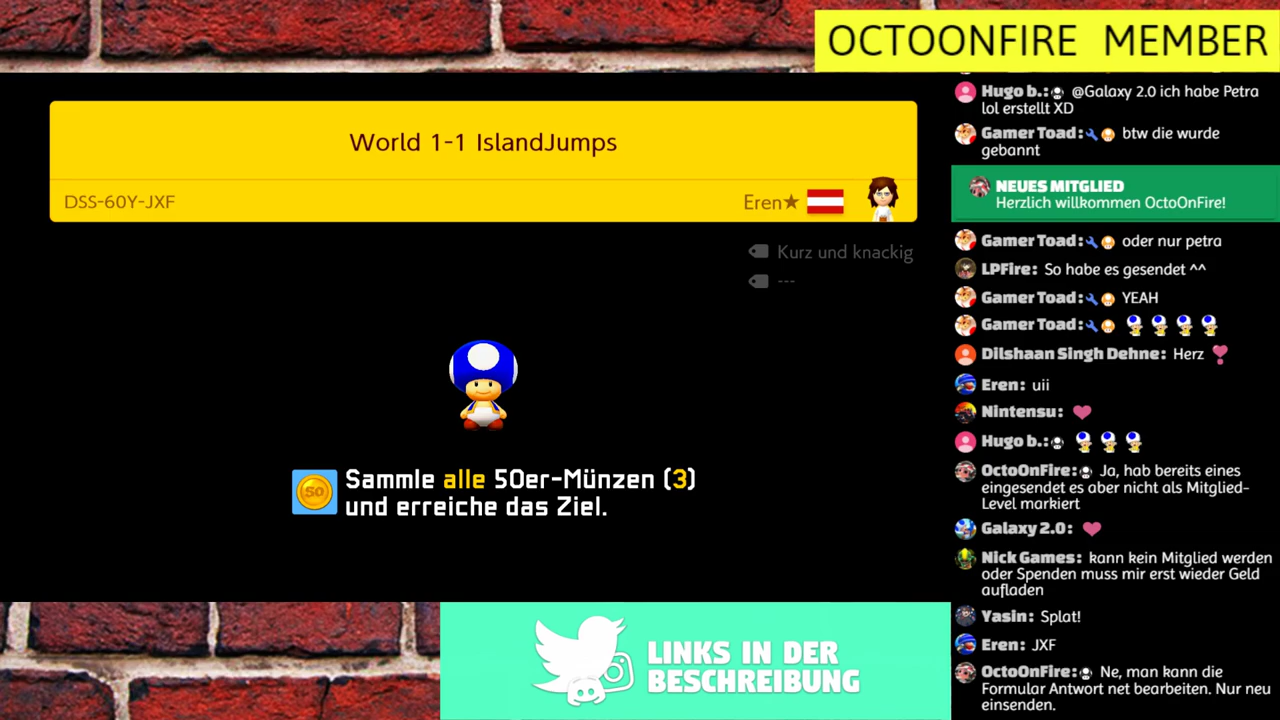 OCTOONFIRE MEMBER
World 1-1 IslandJumps
DSS-60Y-JXF
Eren★
Kurz und knackig
---
50
Sammle alle 50er-Münzen (3)
und erreiche das Ziel.
LINKS IN DER
BESCHREIBUNG
Hugo b.: @Galaxy 2.0 ich habe Petra
lol erstellt XD
Gamer Toad: btw die wurde
gebannt
NEUES MITGLIED
Herzlich willkommen OctoOnFire!
Gamer Toad: oder nur petra
LPFire: So habe es gesendet ^^
Gamer Toad: YEAH
Gamer Toad:
Dilshaan Singh Dehne: Herz
Eren: uii
Nintensu:
Hugo b.:
OctoOnFire: Ja, hab bereits eines
eingesendet es aber nicht als Mitglied-
Level markiert
Galaxy 2.0:
Nick Games: kann kein Mitglied werden
oder Spenden muss mir erst wieder Geld
aufladen
Yasin: Splat!
Eren: JXF
OctoOnFire: Ne, man kann die
Formular Antwort net bearbeiten. Nur neu
einsenden.